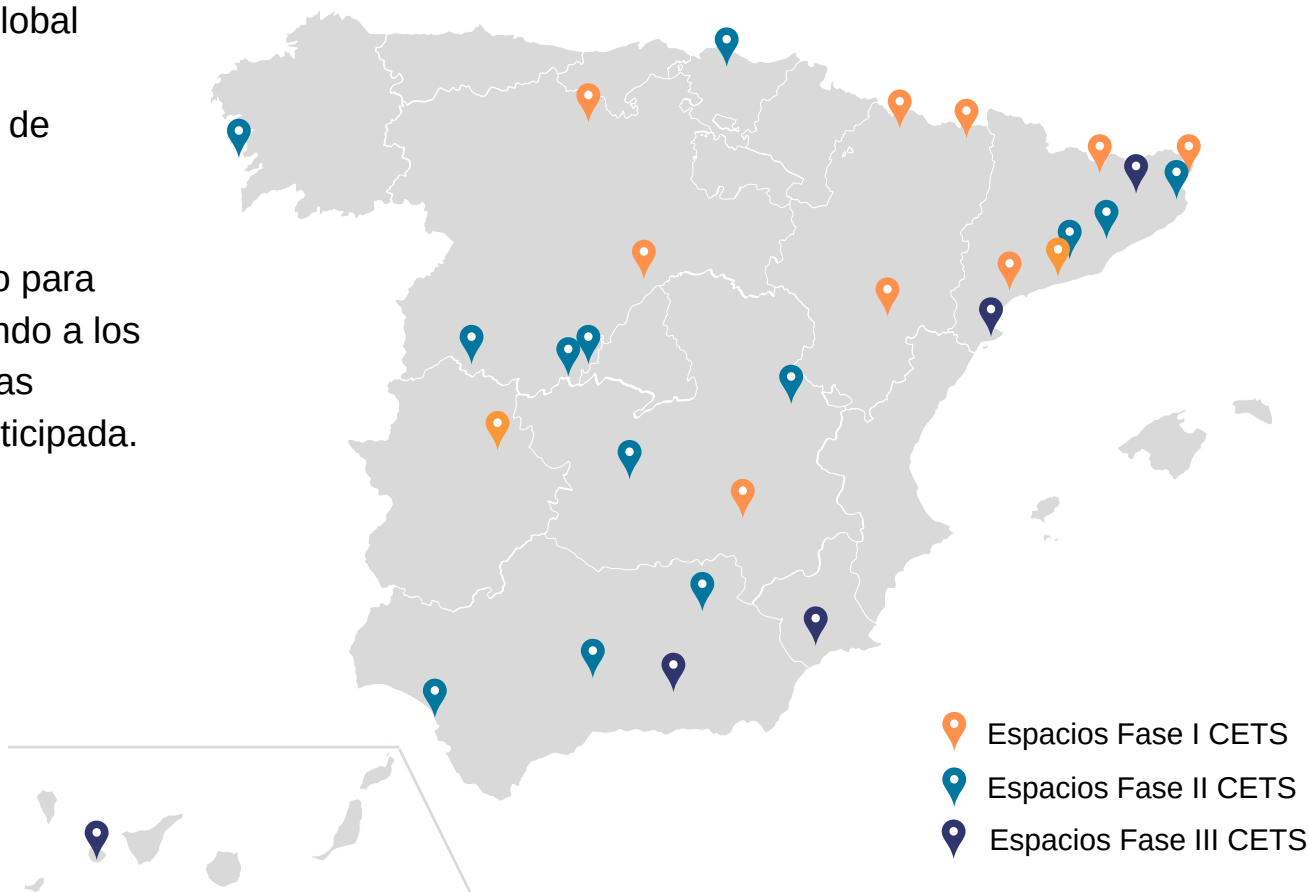 lobal
de
o para
ndo a los
as
ticipada.
Espacios Fase I CETS
Espacios Fase II CETS
Espacios Fase III CETS